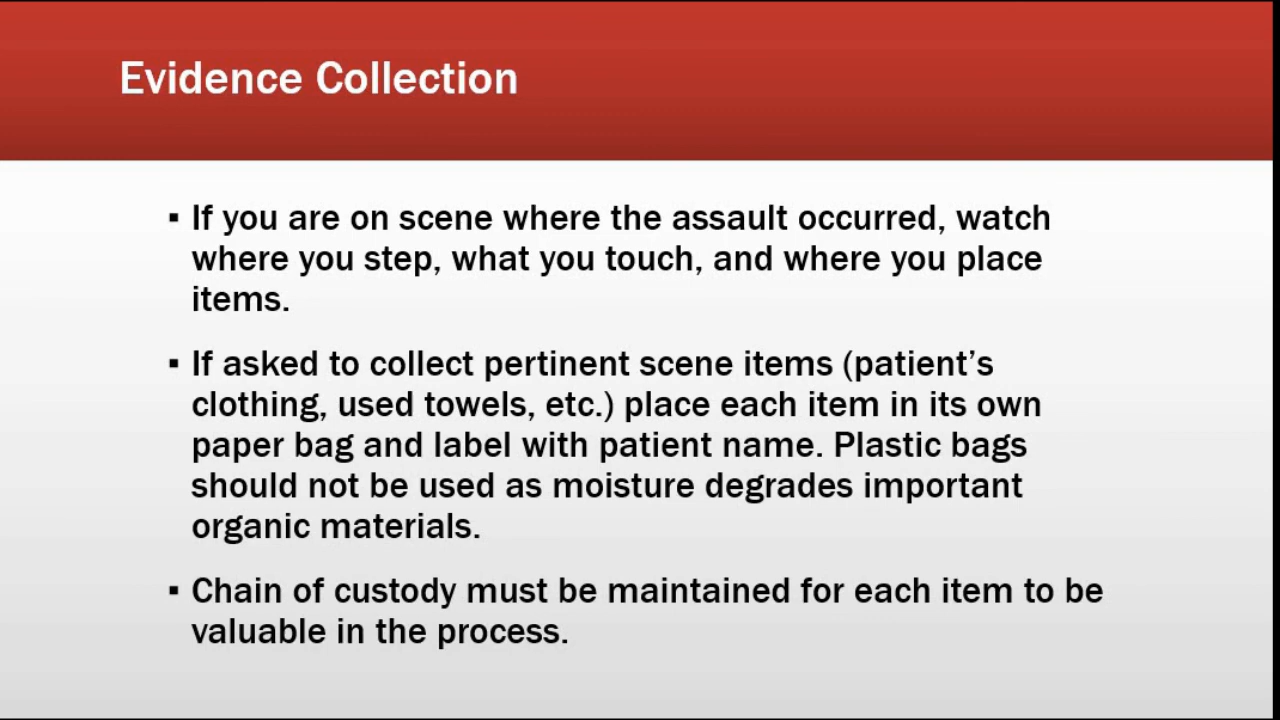 Evidence Collection
▪ If you are on scene where the assault occurred, watch
where you step, what you touch, and where you place
items.
▪ If asked to collect pertinent scene items (patient’s
clothing, used towels, etc.) place each item in its own
paper bag and label with patient name. Plastic bags
should not be used as moisture degrades important
organic materials.
▪ Chain of custody must be maintained for each item to be
valuable in the process.